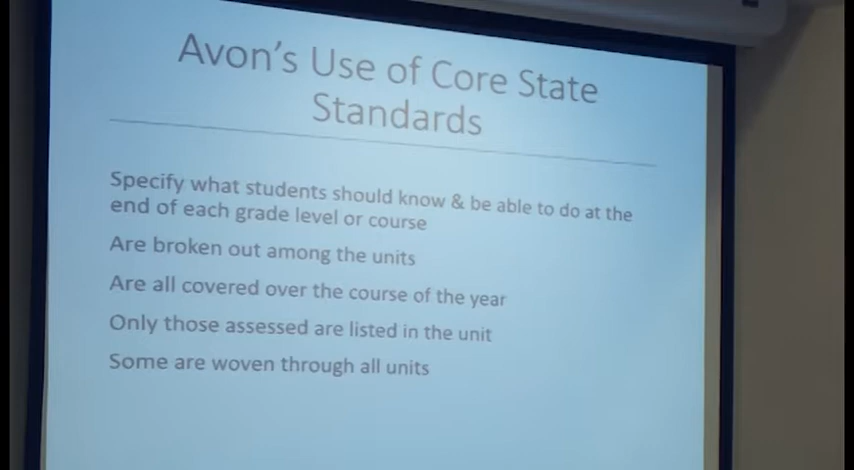 Avon's Use of Core State
Standards
Specify what students should know & be able to do at the
end of each grade level or course
Are broken out among the units
Are all covered over the course of the year
Only those assessed are listed in the unit
Some are woven through all units